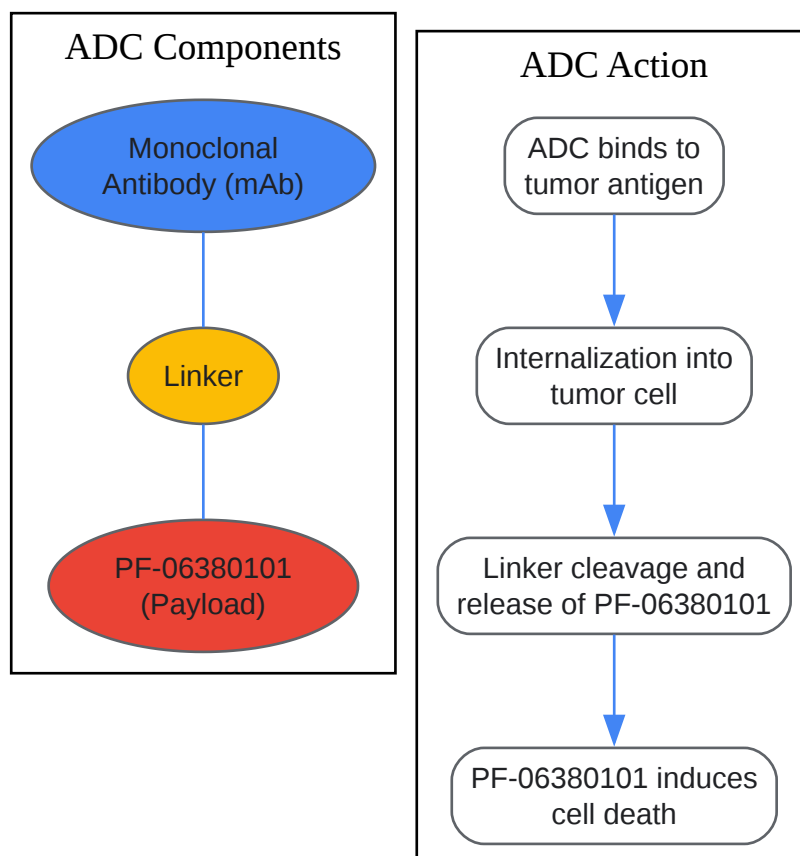 ADC Components
Monoclonal
Antibody (mAb)
Linker
PF-06380101
(Payload)
ADC Action
ADC binds to
tumor antigen
Internalization into
tumor cell
Linker cleavage and
release of PF-06380101
PF-06380101 induces
cell death